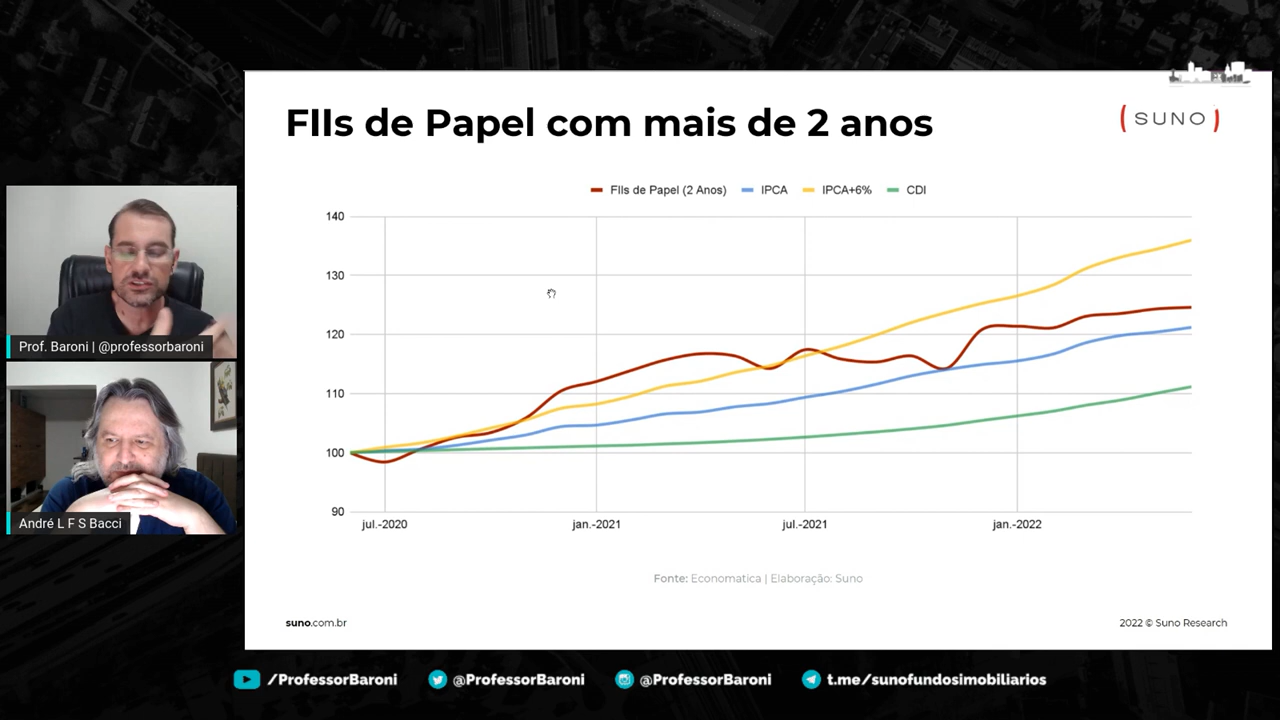 FIIs de Papel com mais de 2 anos
( SUNO )
FIIs de Papel (2 Anos) IPCA IPCA+6% CDI
140
130
120
110
100
90
jul.-2020 jan.-2021 jul.-2021 jan.-2022
Fonte: Economatica | Elaboração: Suno
suno.com.br
2022 © Suno Research
Prof. Baroni | @professorbaroni
André L F S Bacci
/ProfessorBaroni @ProfessorBaroni @ProfessorBaroni t.me/sunofundosimobiliarios